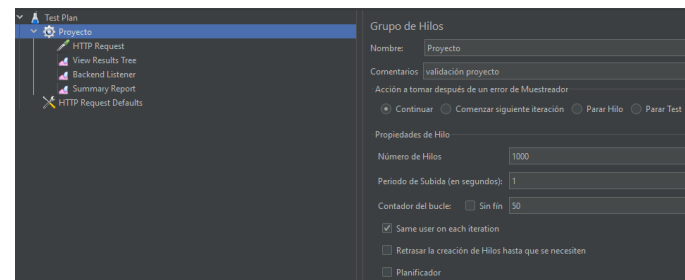 Test Plan
Proyecto
HTTP Request
View Results Tree
Backend Listener
Summary Report
HTTP Request Defaults
Grupo de Hilos
Nombre: Proyecto
Comentarios validación proyecto
Acción a tomar después de un error de Muestreador
Continuar Comenzar siguiente iteración Parar Hilo Parar Test
Propiedades de Hilo
Número de Hilos 1000
Periodo de Subida (en segundos): 1
Contador del bucle: Sin fín 50
Same user on each iteration
Retrasar la creación de Hilos hasta que se necesiten
Planificador